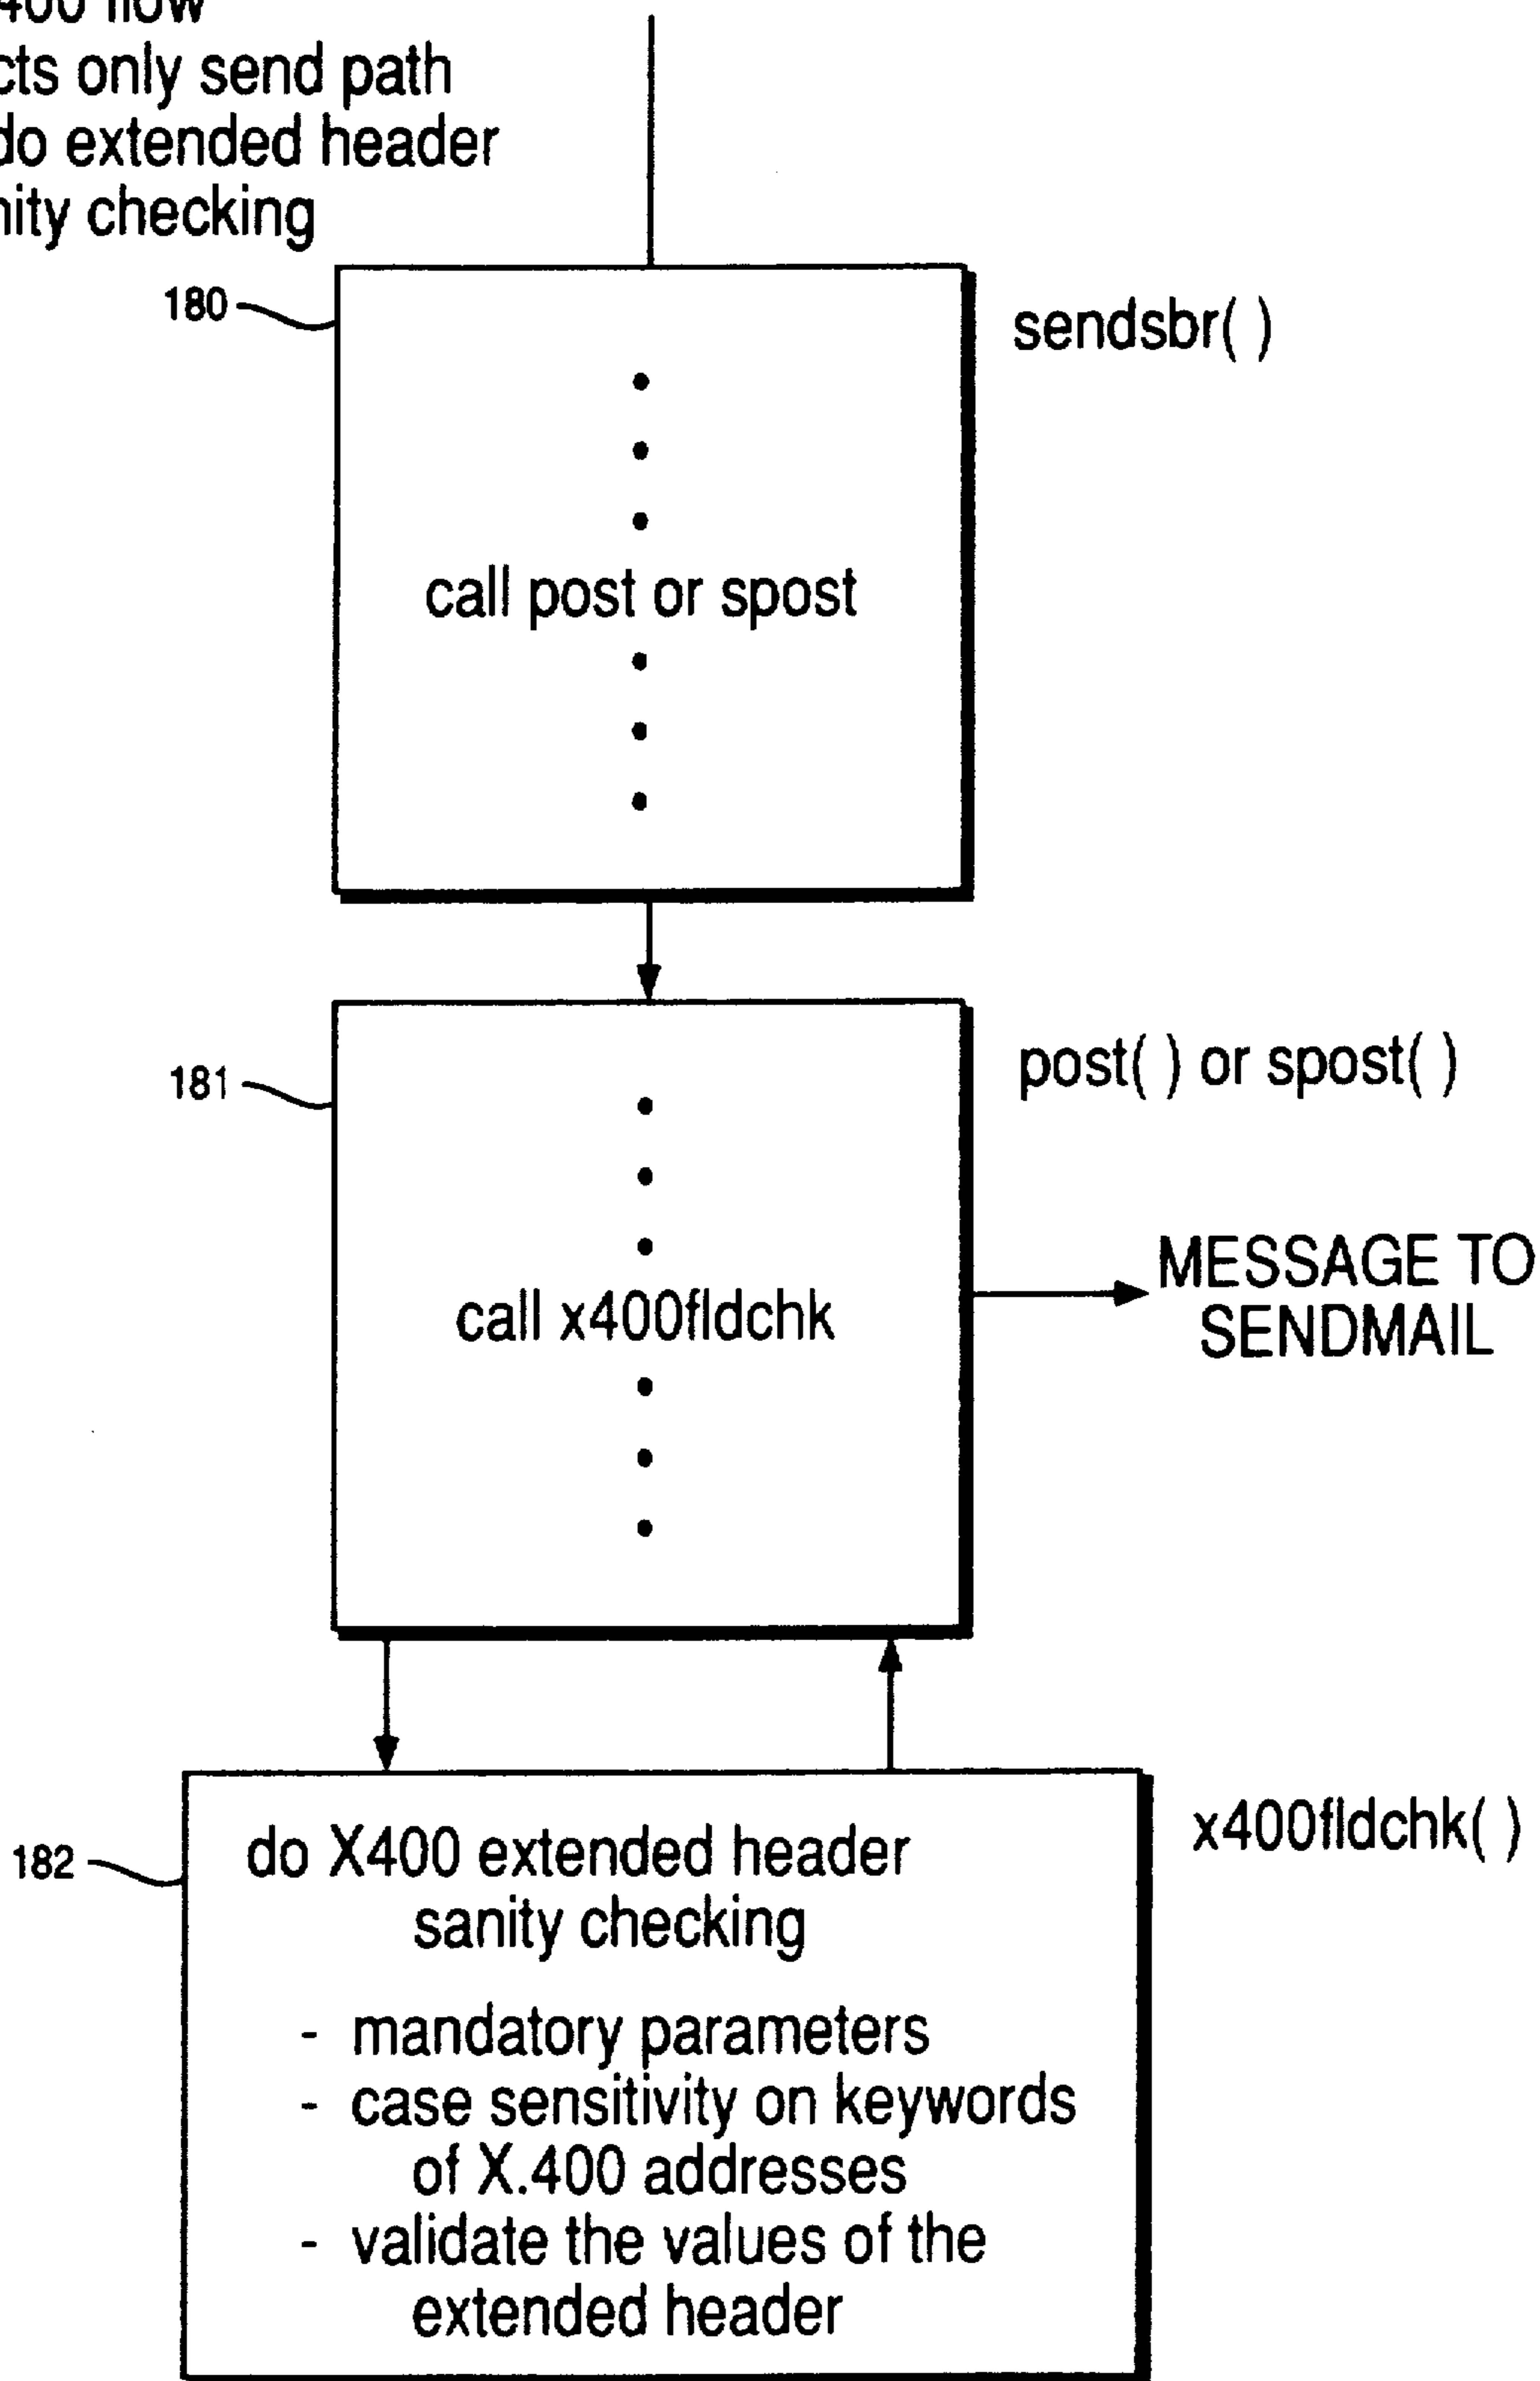 400 flow
cts only send path
do extended header
nity checking
180
sendsbr( )
call post or spost
181
post( ) or spost( )
call x400fldchk
MESSAGE TO
SENDMAIL
182
x400fldchk( )
do X400 extended header
sanity checking
- mandatory parameters
- case sensitivity on keywords
of X.400 addresses
- validate the values of the
extended header